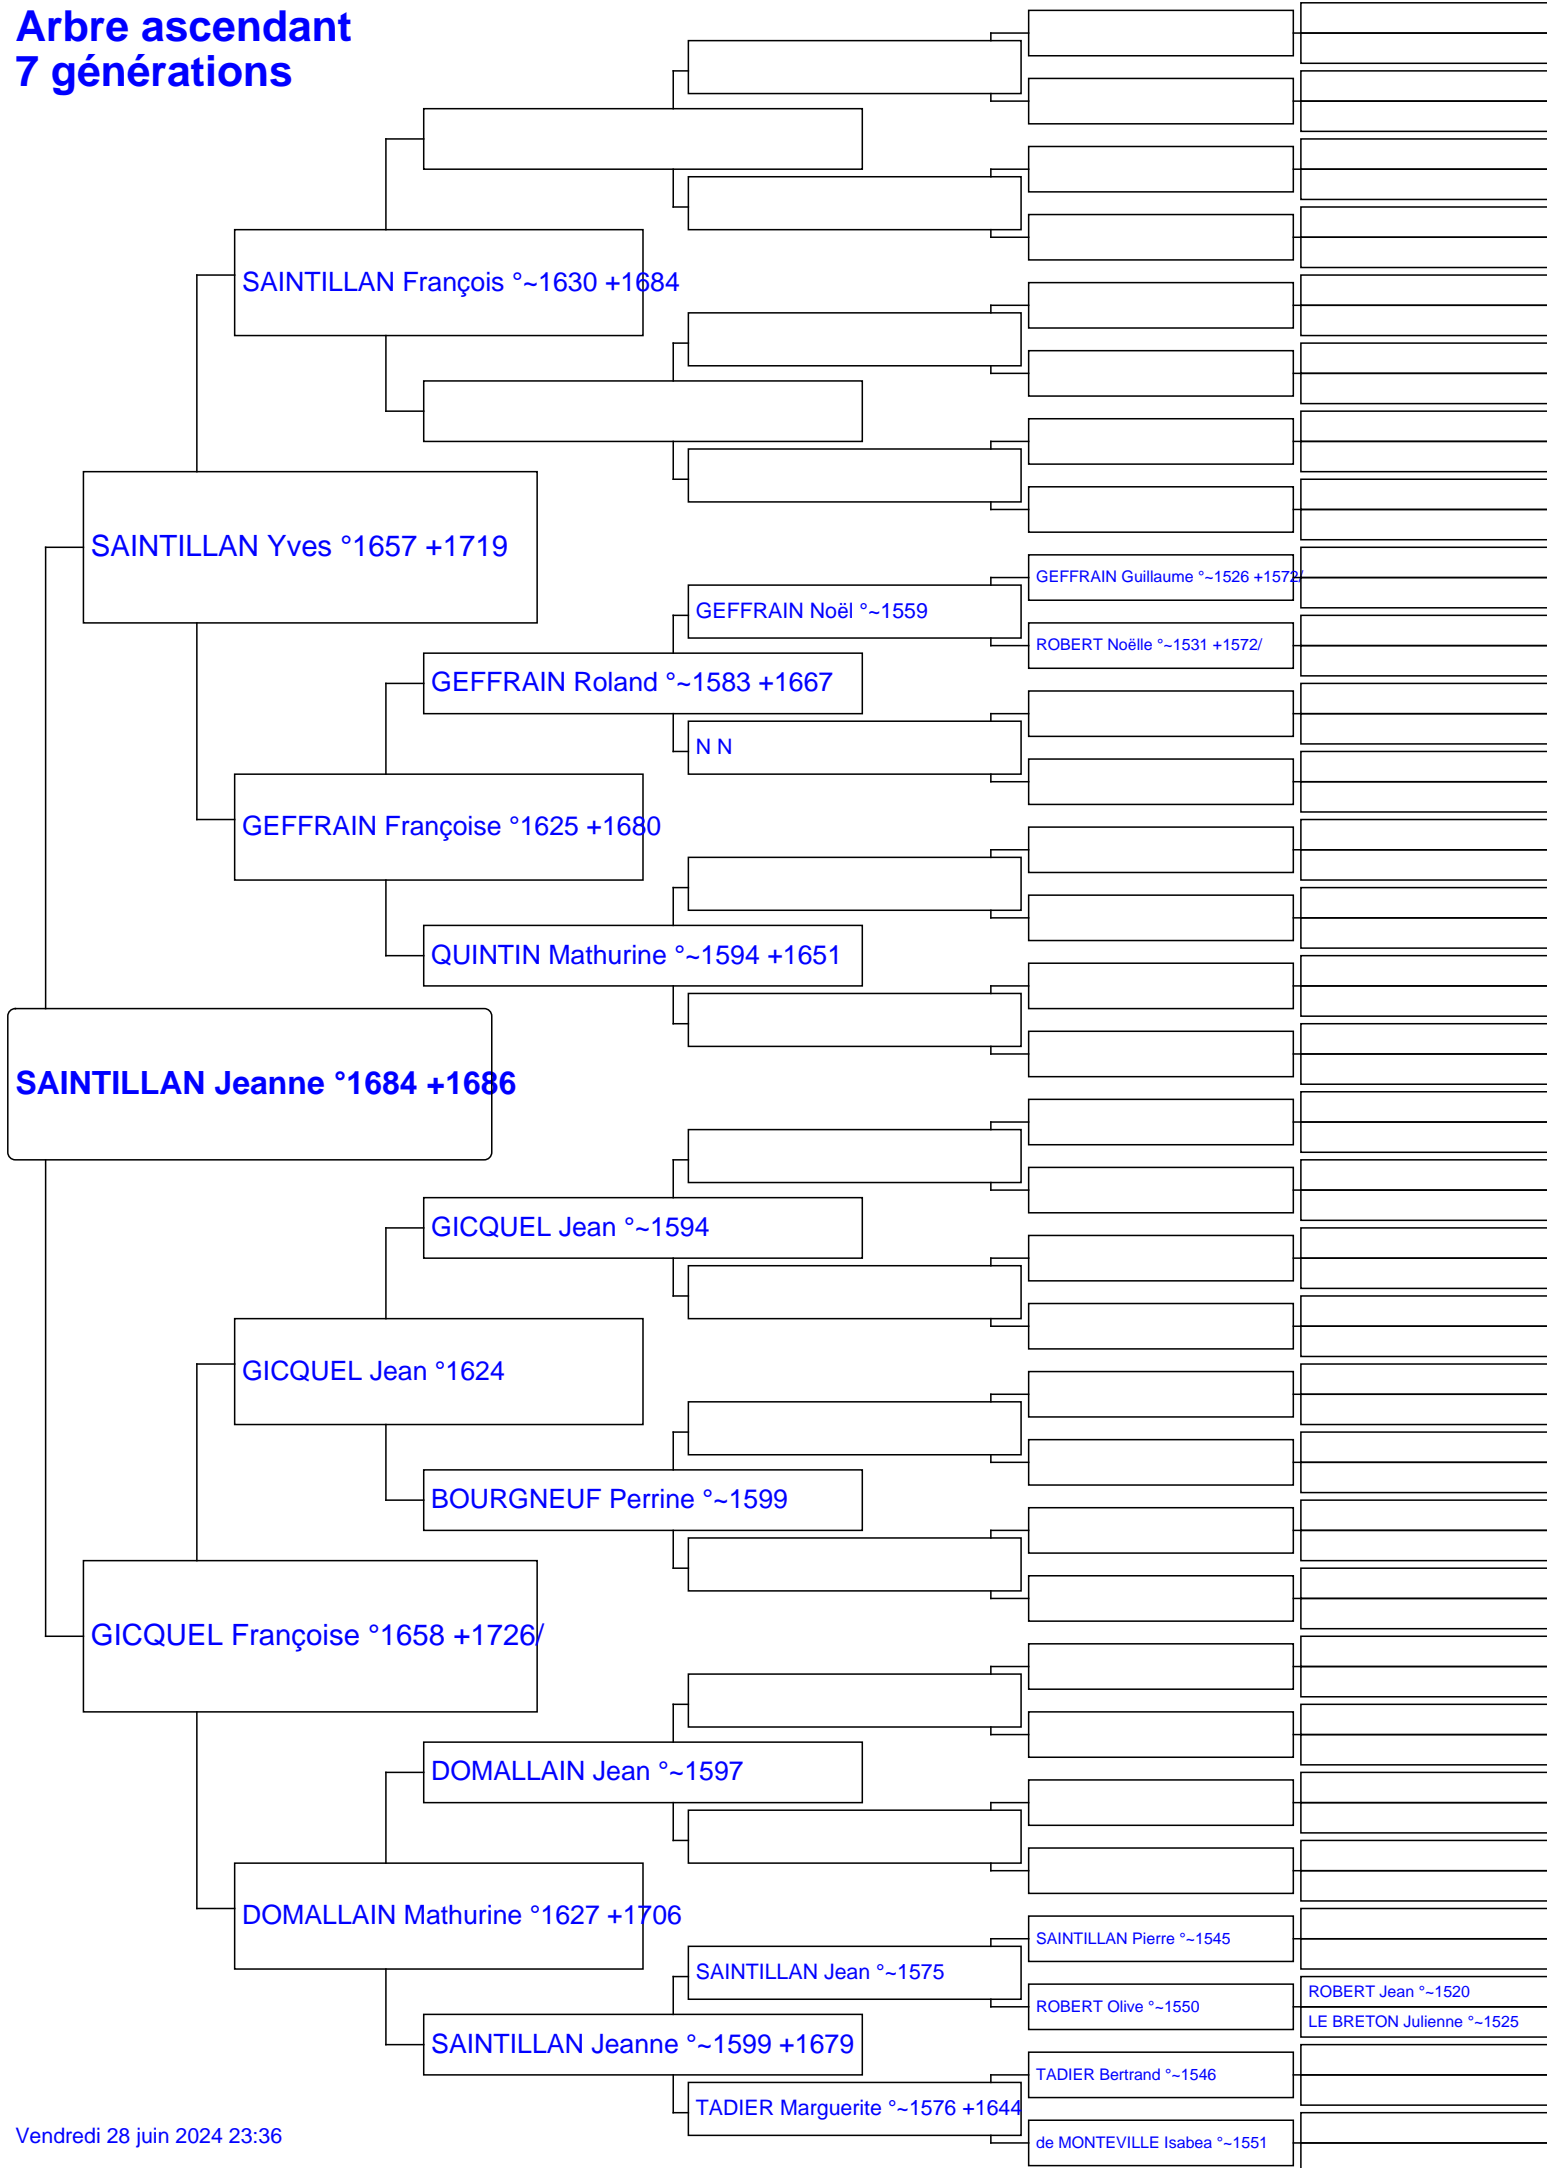 Arbre ascendant
7 générations
SAINTILLAN François °~1630 +1684
SAINTILLAN Yves °1657 +1719
GEFFRAIN Guillaume °~1526 +1572/
GEFFRAIN Noël °~1559
ROBERT Noëlle °~1531 +1572/
GEFFRAIN Roland °~1583 +1667
N N
GEFFRAIN Françoise °1625 +1680
QUINTIN Mathurine °~1594 +1651
SAINTILLAN Jeanne °1684 +1686
GICQUEL Jean °~1594
GICQUEL Jean °1624
BOURGNEUF Perrine °~1599
GICQUEL Françoise °1658 +1726/
DOMALLAIN Jean °~1597
DOMALLAIN Mathurine °1627 +1706
SAINTILLAN Pierre °~1545
SAINTILLAN Jean °~1575
ROBERT Jean °~1520
ROBERT Olive °~1550
LE BRETON Julienne °~1525
SAINTILLAN Jeanne °~1599 +1679
TADIER Bertrand °~1546
TADIER Marguerite °~1576 +1644
de MONTEVILLE Isabea °~1551
Vendredi 28 juin 2024 23:36